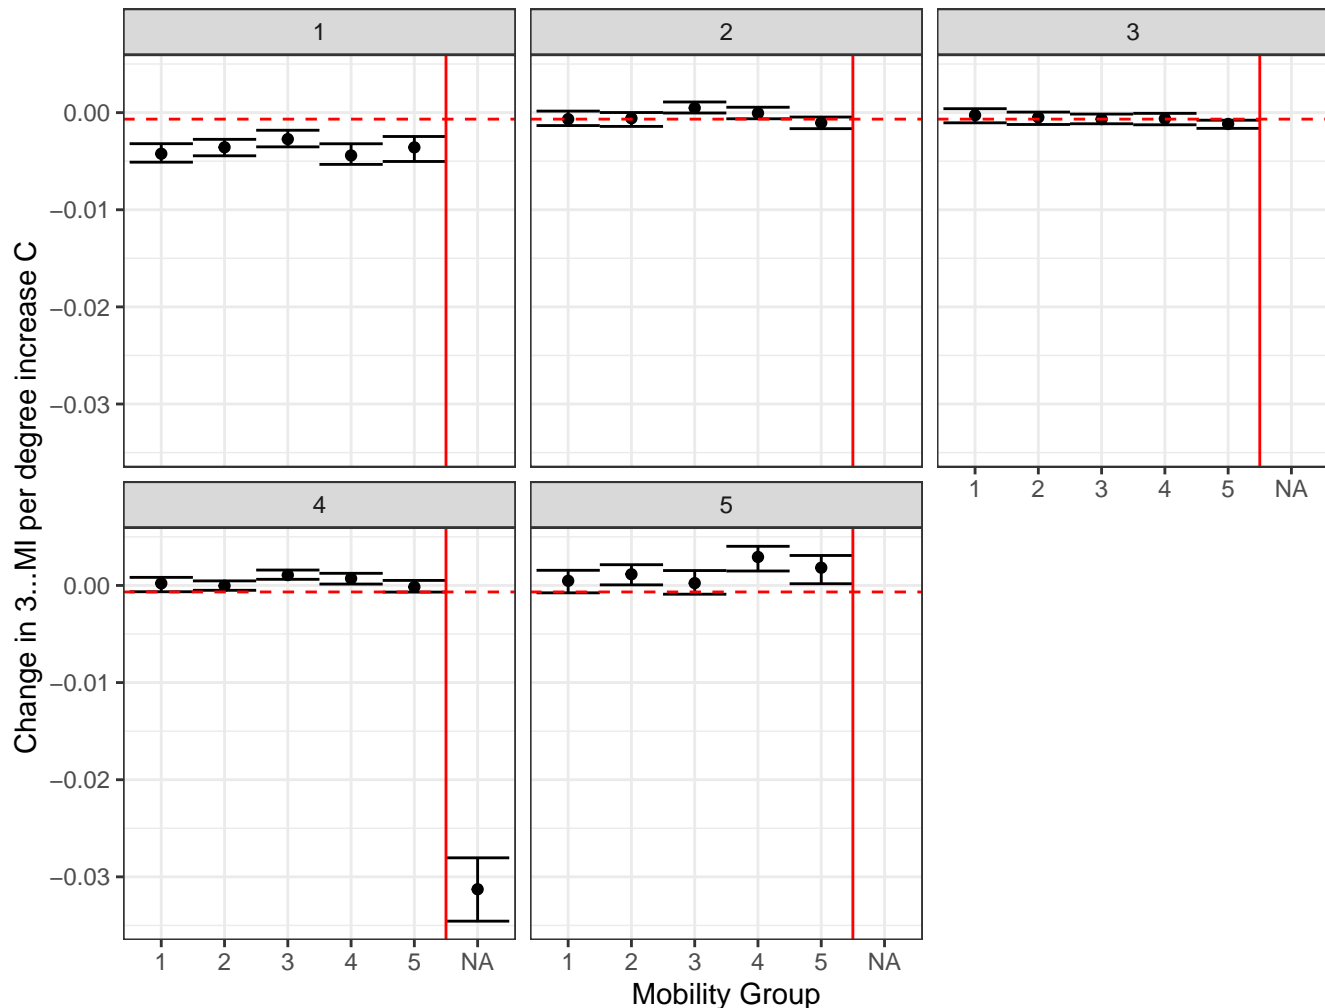 1 2 3
0.00
−0.01
−0.02
−0.03
1 2 3 4 5 NA
4 5
0.00
−0.01
−0.02
−0.03
1 2 3 4 5 NA 1 2 3 4 5 NA
Mobility Group
Change in 3...MI per degree increase C